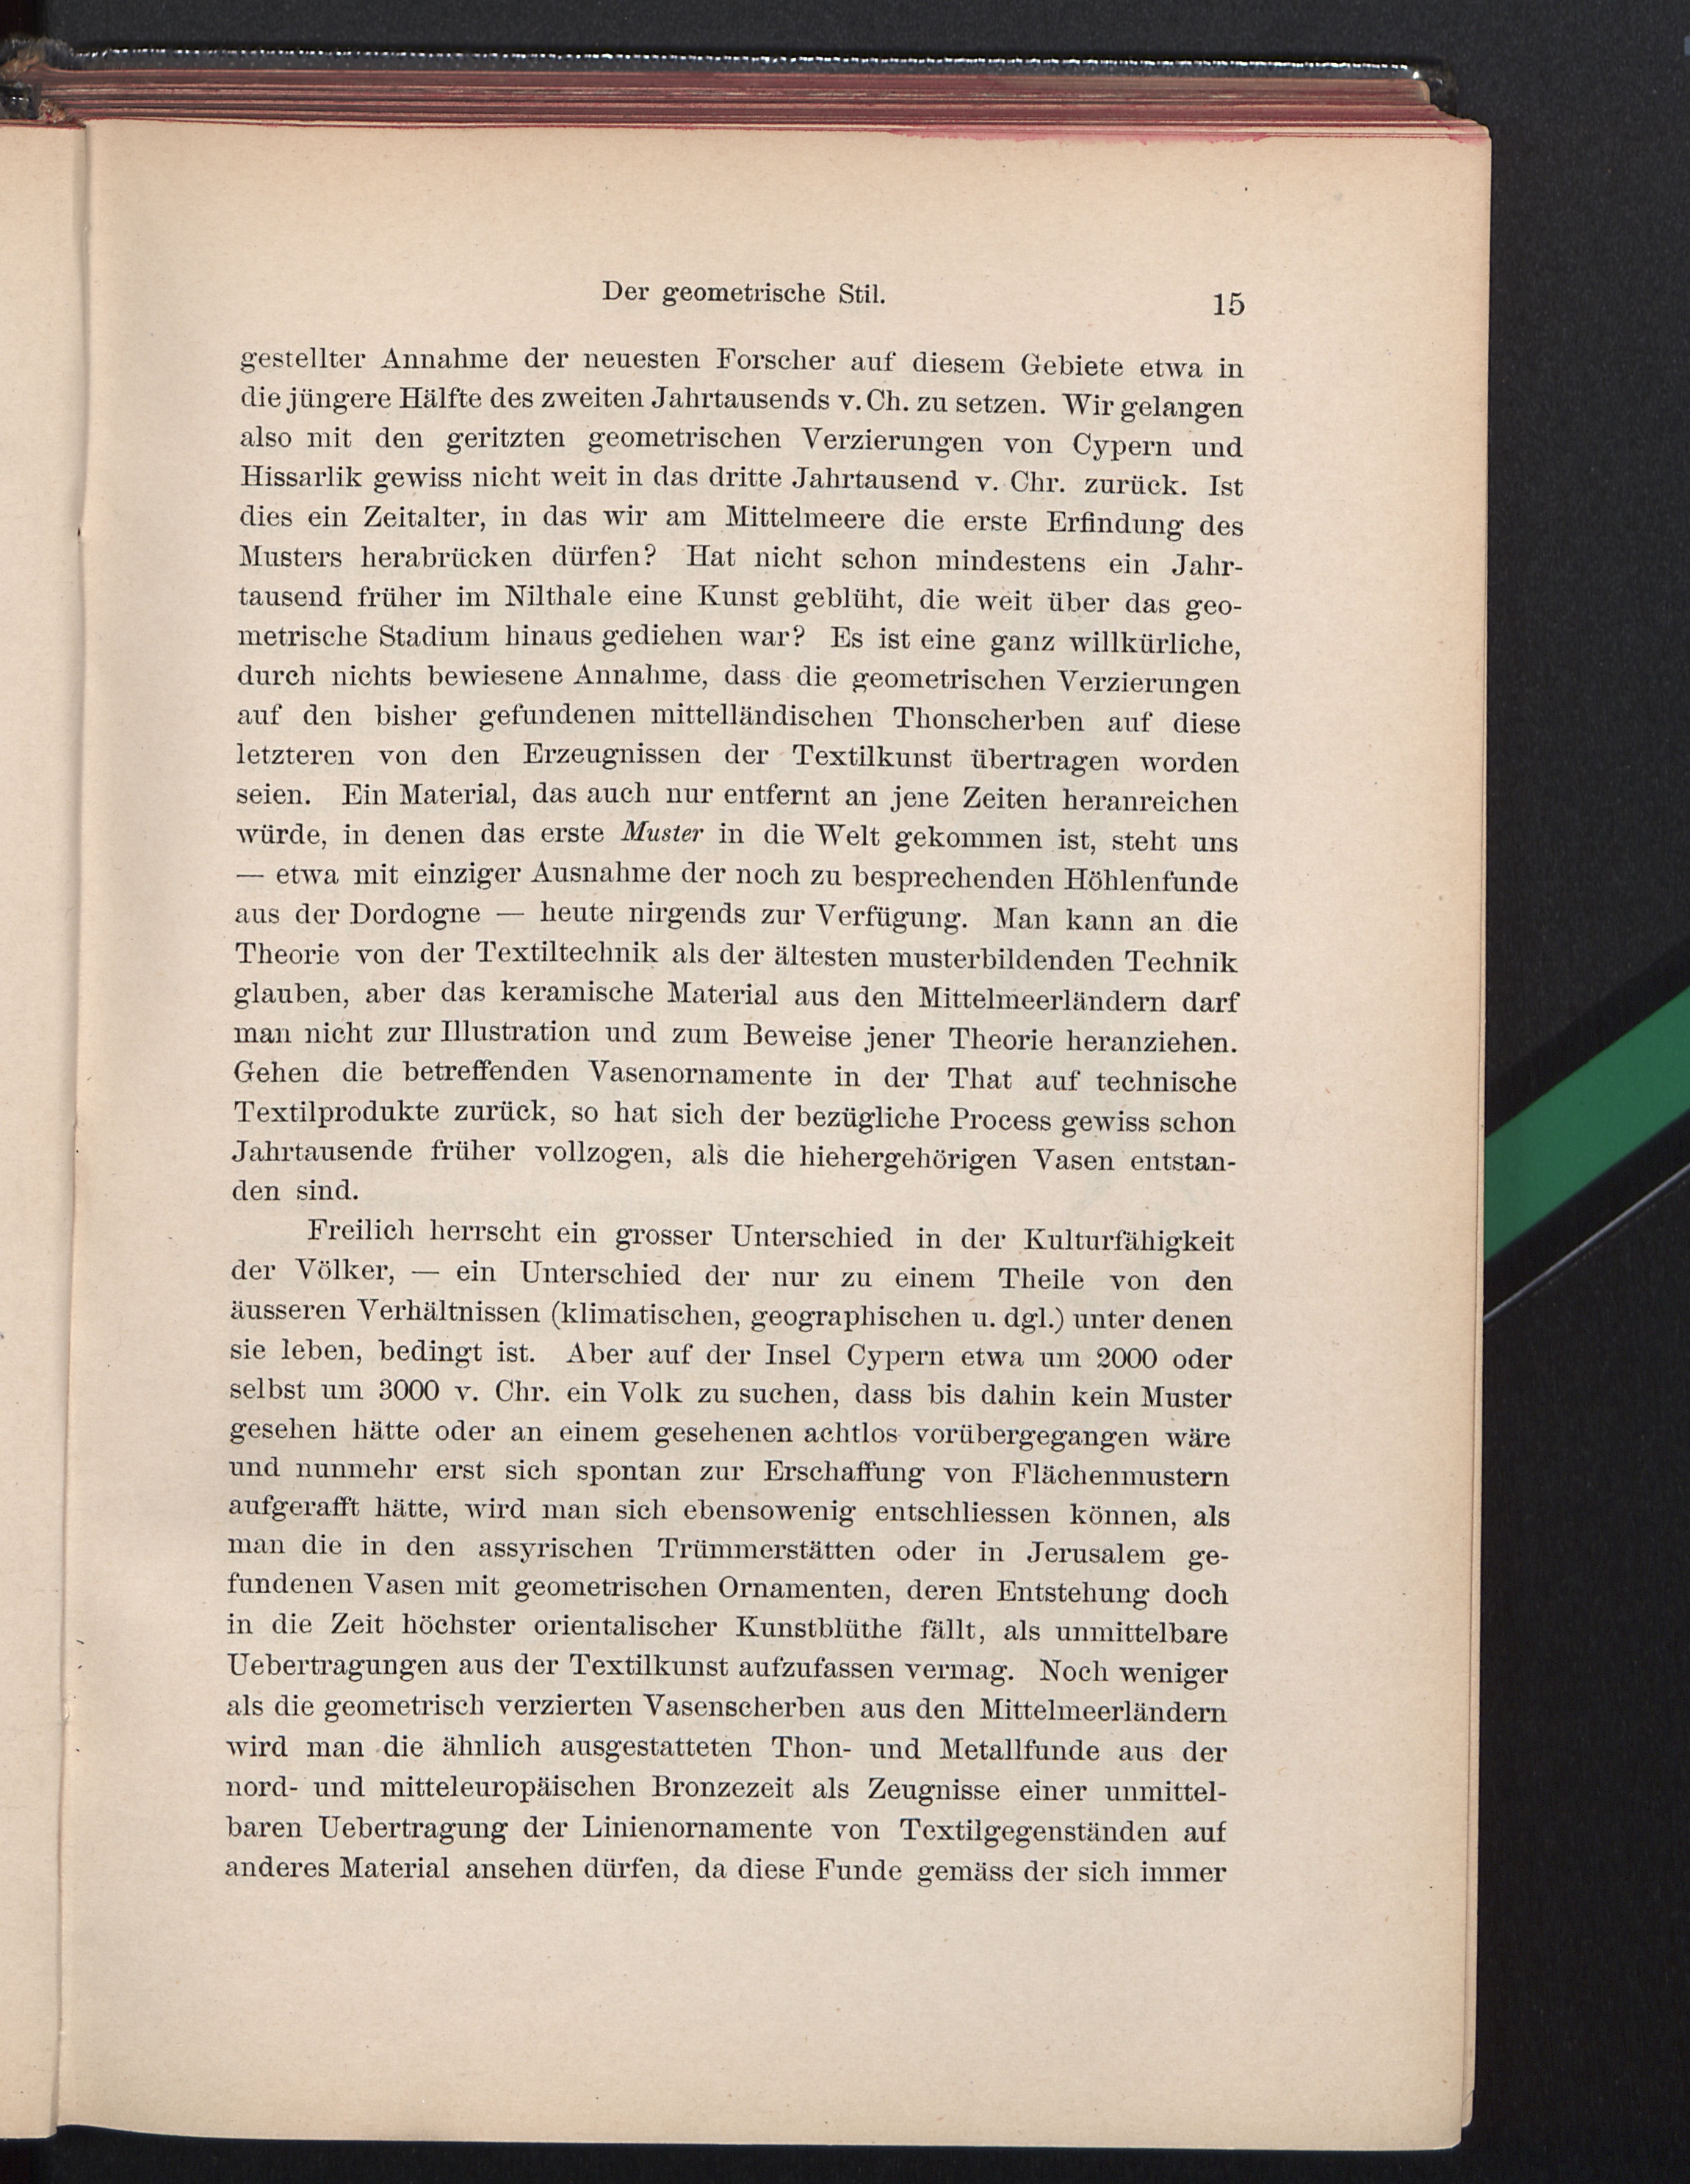 Der geometrische Stil.
15
gestellter Annahme der neuesten Forscher auf diesem Gebiete etwa in
die jüngere Hälfte des zweiten Jahrtausends v. Ch. zu setzen. Wir gelangen
also mit den geritzten geometrischen Verzierungen von Cypern und
Hissarlik gewiss nicht weit in das dritte Jahrtausend v. Chr. zurück. Ist
dies ein Zeitalter, in das wir am Mittelmeere die erste Erfindung des
Musters herabrücken dürfen? Hat nicht schon mindestens ein Jahr-
tausend früher im Nilthale eine Kunst geblüht, die weit über das geo-
metrische Stadium hinaus gediehen war? Es ist eine ganz willkürliche,
durch nichts bewiesene Annahme, dass die geometrischen Verzierungen
auf den bisher gefundenen mittelländischen Thonscherben auf diese
letzteren von den Erzeugnissen der Textilkunst übertragen worden
seien. Ein Material, das auch nur entfernt an jene Zeiten heranreichen
würde, in denen das erste Muster in die Welt gekommen ist, steht uns
— etwa mit einziger Ausnahme der noch zu besprechenden Höhlenfunde
aus der Dordogne — heute nirgends zur Verfügung. Man kann an die
Theorie von der Textiltechnik als der ältesten musterbildenden Technik
glauben, aber das keramische Material aus den Mittelmeerländern darf
man nicht zur Illustration und zum Beweise jener Theorie heranziehen.
Gehen die betreffenden Vasenornamente in der That auf technische
Textilprodukte zurück, so hat sich der bezügliche Process gewiss schon
Jahrtausende früher vollzogen, als die hiehergehörigen Vasen entstan-
den sind.
Freilich herrscht ein grosser Unterschied in der Kulturfähigkeit
der Völker, — ein Unterschied der nur zu einem Theile von den
äusseren Verhältnissen (klimatischen, geographischen u. dgl.) unter denen
sie leben, bedingt ist. Aber auf der Insel Cypern etwa um 2000 oder
selbst um 3000 v. Chr. ein Volk zu suchen, dass bis dahin kein Muster
gesehen hätte oder an einem gesehenen achtlos vorübergegangen wäre
und nunmehr erst sich spontan zur Erschaffung von Flächenmustern
aufgerafft hätte, wird man sich ebensowenig entschliessen können, als
man die in den assyrischen Trümmerstätten oder in Jerusalem ge-
fundenen Vasen mit geometrischen Ornamenten, deren Entstehung doch
in die Zeit höchster orientalischer Kunstblüthe fällt, als unmittelbare
Uebertragungen aus der Textilkunst aufzufassen vermag. Noch weniger
als die geometrisch verzierten Vasenscherben aus den Mittelmeerländern
wird man die ähnlich ausgestatteten Thon- und Metallfunde aus der
nord- und mitteleuropäischen Bronzezeit als Zeugnisse einer unmittel-
baren Uebertragung der Linienornamente von Textilgegenständen auf
anderes Material ansehen dürfen, da diese Funde gemäss der sich immer